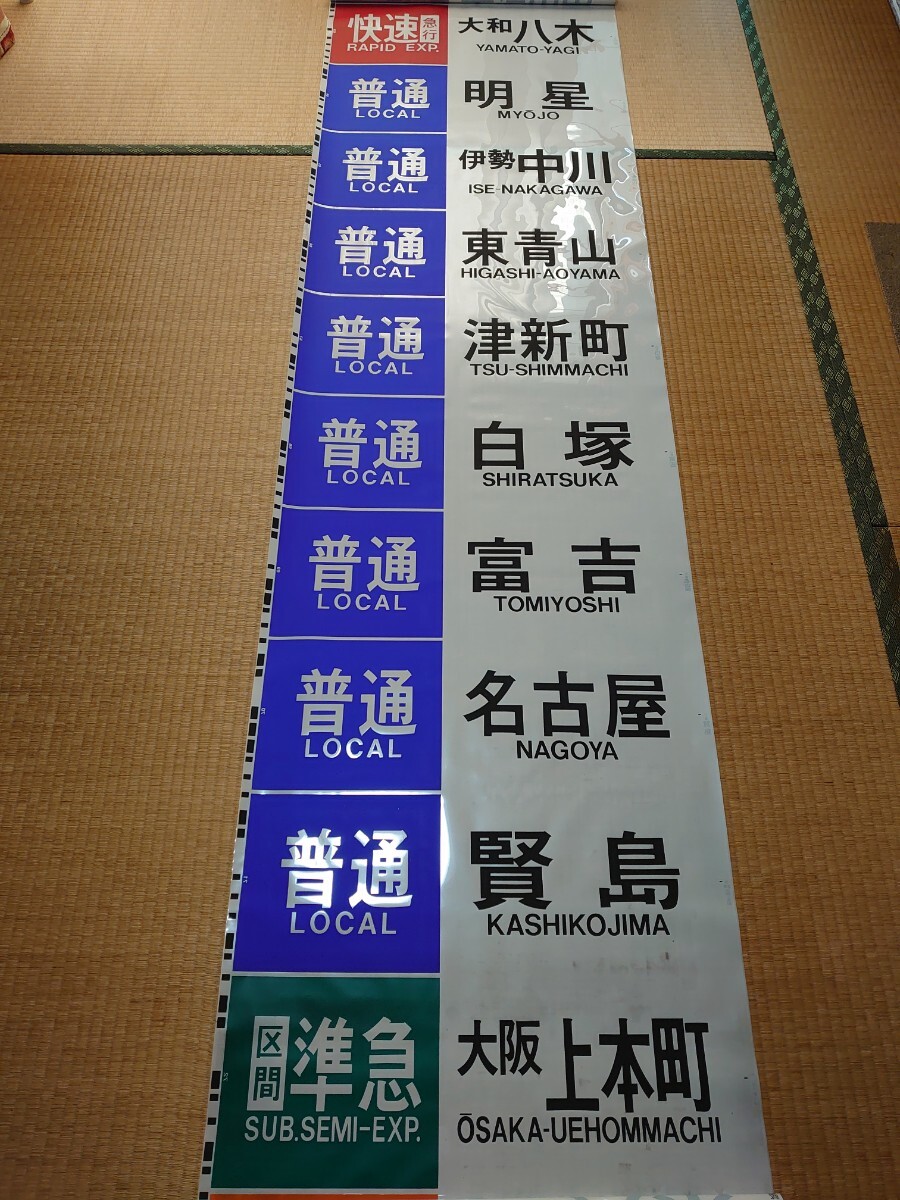 快速急行 大和八木
RAPID EXP. YAMATO-YAGI
普通 明星
LOCAL MYŌJO
普通 伊勢中川
LOCAL ISE-NAKAGAWA
普通 東青山
LOCAL HIGASHI-AOYAMA
普通 津新町
LOCAL TSU-SHIMMACHI
普通 白塚
LOCAL SHIRATSUKA
普通 富吉
LOCAL TOMIYOSHI
普通 名古屋
LOCAL NAGOYA
普通 賢島
LOCAL KASHIKOJIMA
区間準急 大阪上本町
SUB.SEMI-EXP. ŌSAKA-UEHOMMACHI